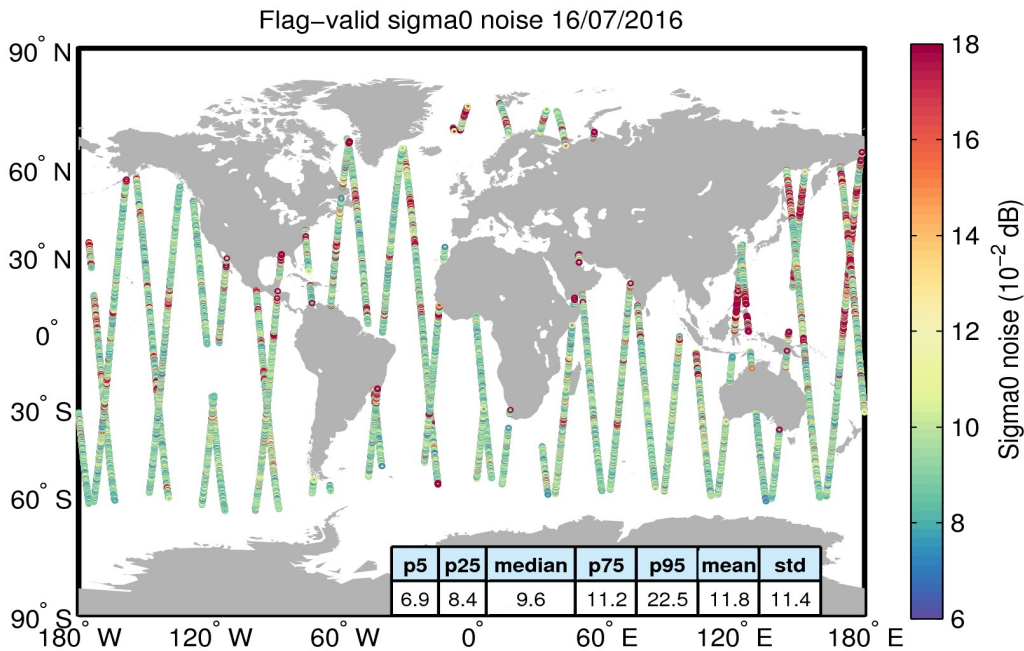 Flag−valid sigma0 noise 16/07/2016
90° N
60° N
30° N
0°
30° S
60° S
90° S
180° W 120° W 60° W 0° 60° E 120° E 180° E
p5 p25 median p75 p95 mean std
6.9 8.4 9.6 11.2 22.5 11.8 11.4
18
16
14
12
10
8
6
Sigma0 noise (10⁻² dB)